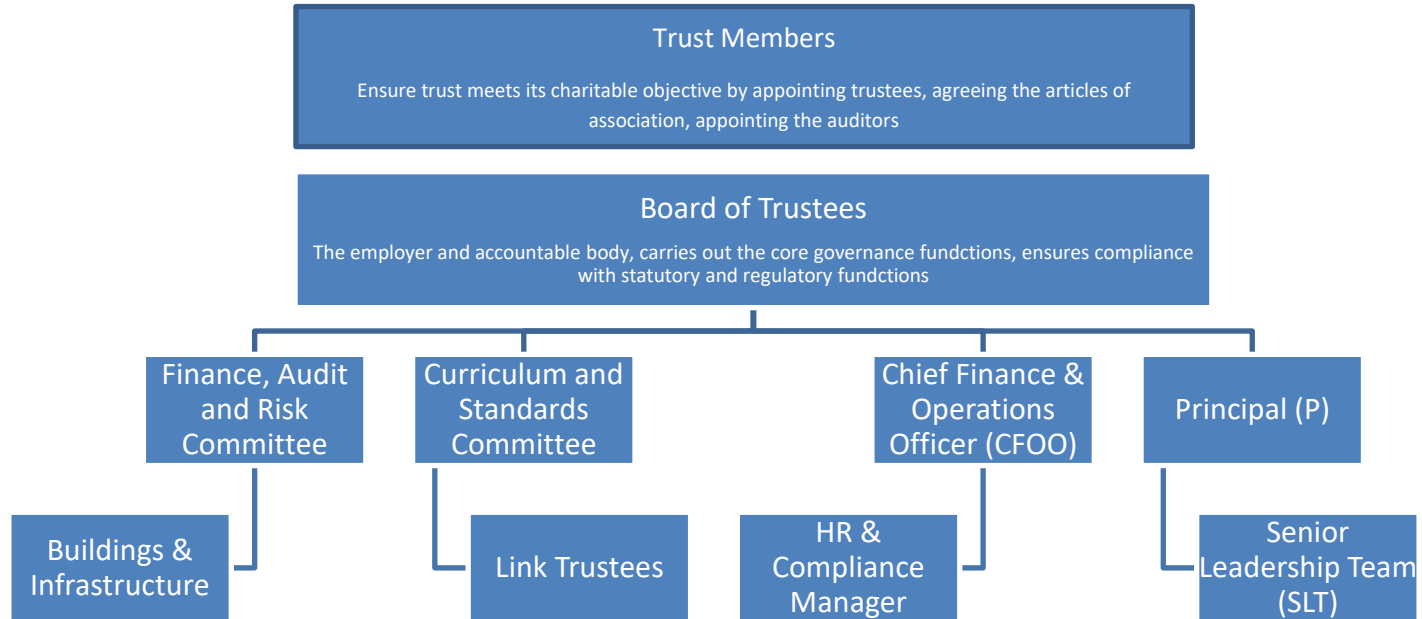 Trust Members
Ensure trust meets its charitable objective by appointing trustees, agreeing the articles of
association, appointing the auditors
Board of Trustees
The employer and accountable body, carries out the core governance fundctions, ensures compliance
with statutory and regulatory fundctions
Finance, Audit
and Risk
Committee
Curriculum and
Standards
Committee
Chief Finance &
Operations
Officer (CFOO)
Principal (P)
Buildings &
Infrastructure
Link Trustees
HR &
Compliance
Manager
Senior
Leadership Team
(SLT)